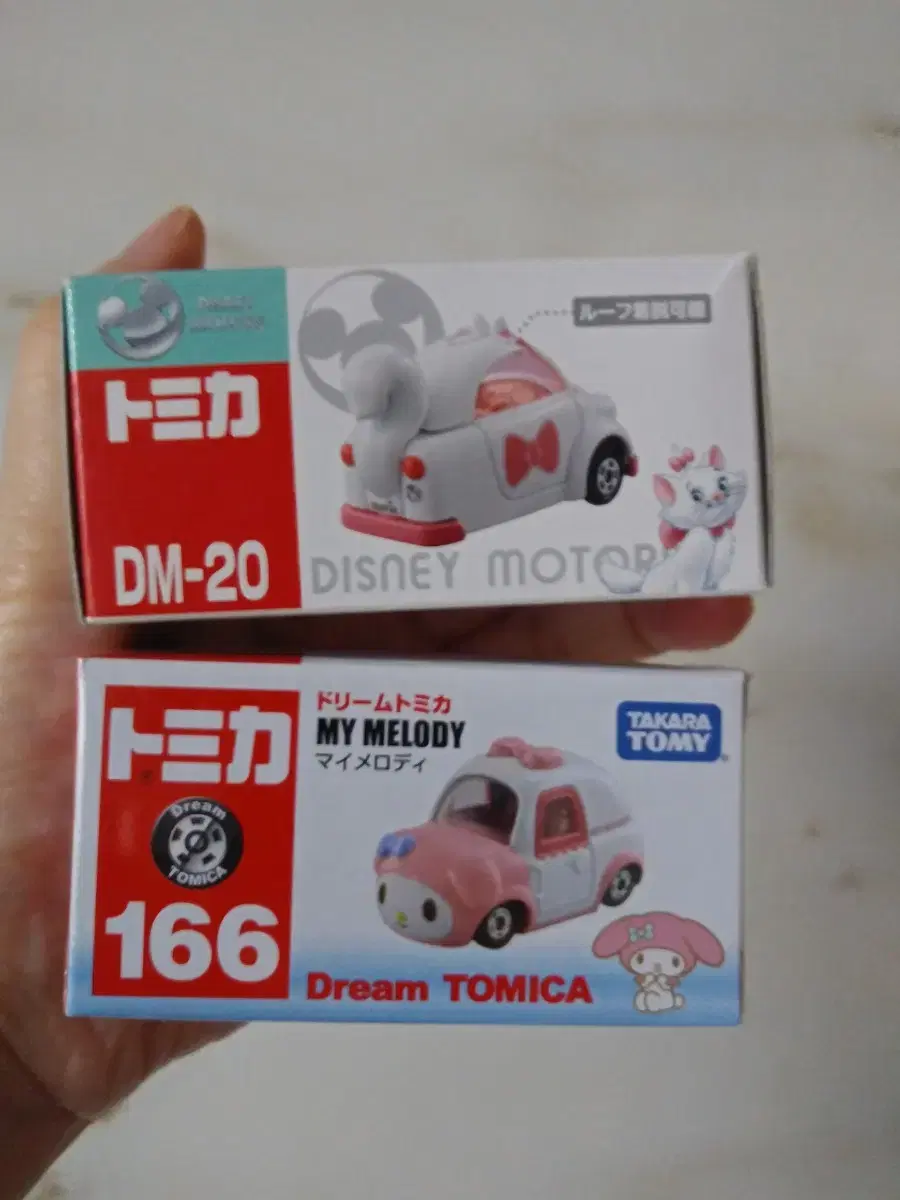 ルーフ着脱可能
トミカ
DM-20
DISNEY MOTOR
トミカ
Dream
TOMICA
166
ドリームトミカ
MY MELODY
マイメロディ
TAKARA
TOMY
Dream TOMICA